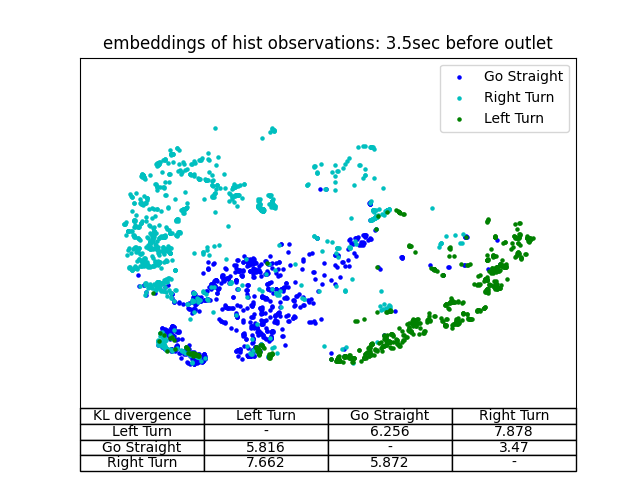 embeddings of hist observations: 3.5sec before outlet
Go Straight
Right Turn
Left Turn
KL divergence Left Turn Go Straight Right Turn
Left Turn - 6.256 7.878
Go Straight 5.816 - 3.47
Right Turn 7.662 5.872 -